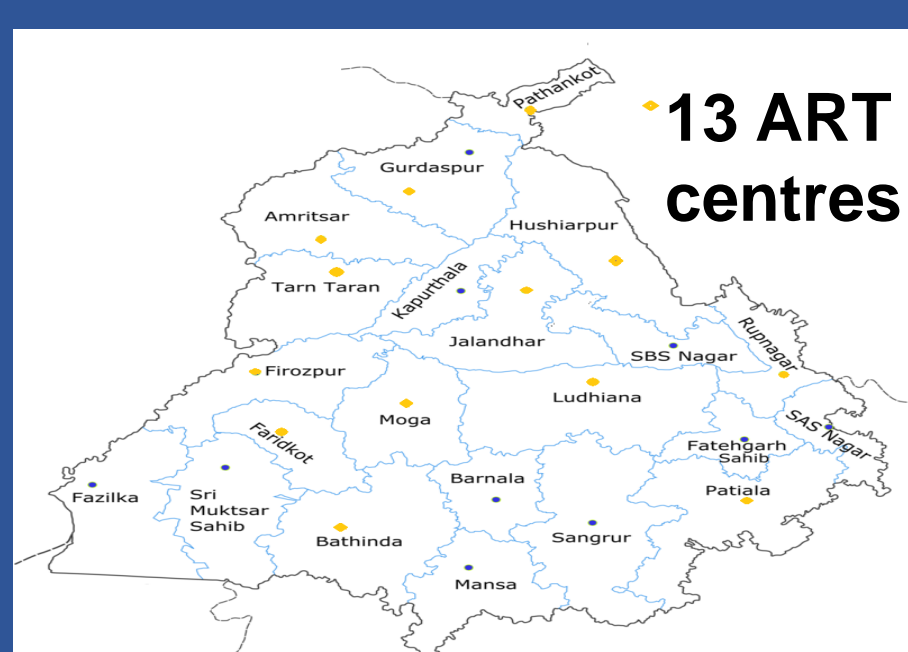 Pathankot
13 ART
centres
Gurdaspur
Amritsar
Hushiarpur
Tarn Taran
Kapurthala
Jalandhar
SBS Nagar
Rupnagar
Firozpur
Ludhiana
Moga
Faridkot
SAS Nagar
Fatehgarh
Sahib
Barnala
Patiala
Fazilka
Sri
Muktsar
Sahib
Bathinda
Sangrur
Mansa